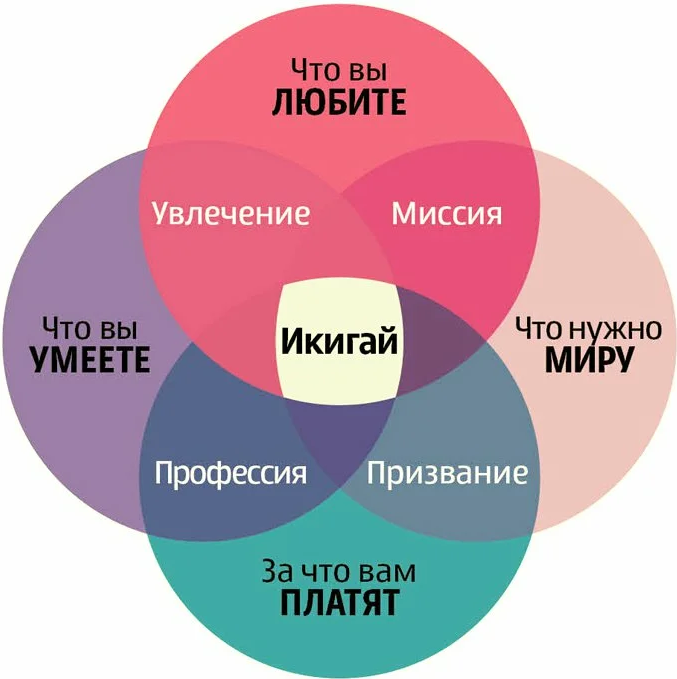 Что вы
ЛЮБИТЕ
Увлечение
Миссия
Что вы
УМЕЕТЕ
Икигай
Что нужно
МИРУ
Профессия
Призвание
За что вам
ПЛАТЯТ